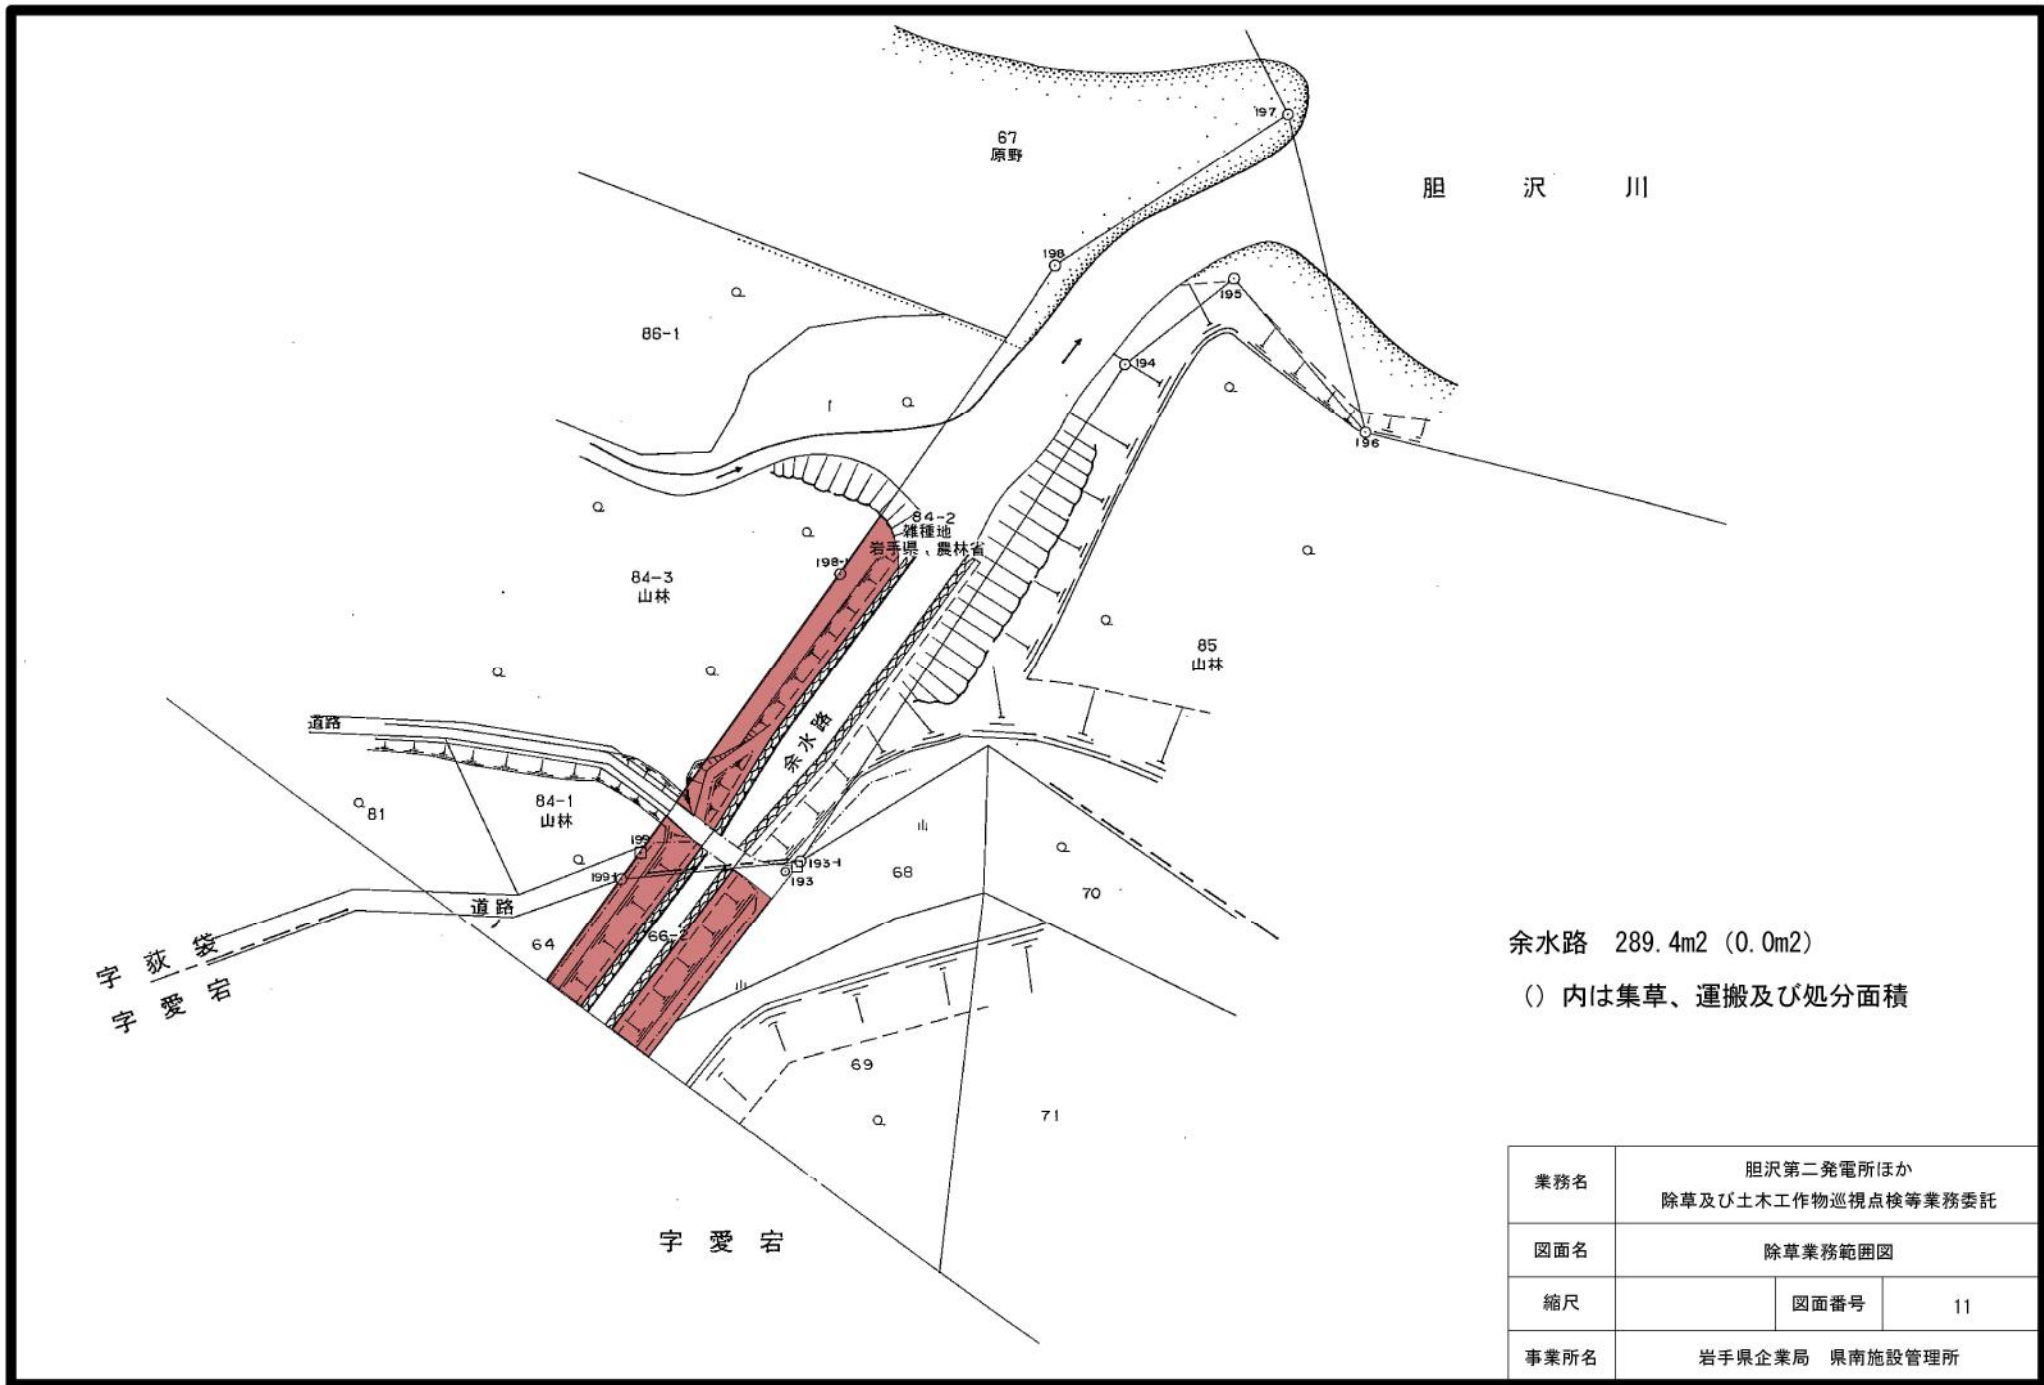 197
67
原野
胆沢川
198
195
86-1
194
196
84-2
雑種地
岩手県、農林省
198-1
84-3
山林
85
山林
道路
余水路
84-1
山林
81
199
193-1
193
199-1
68
70
道路
64
66-2
字荻袋
字愛宕
69
71
字愛宕
余水路 289.4m2 (0.0m2)
() 内は集草、運搬及び処分面積
業務名
胆沢第二発電所ほか
除草及び土木工作物巡視点検等業務委託
図面名
除草業務範囲図
縮尺
図面番号
11
事業所名
岩手県企業局 県南施設管理所